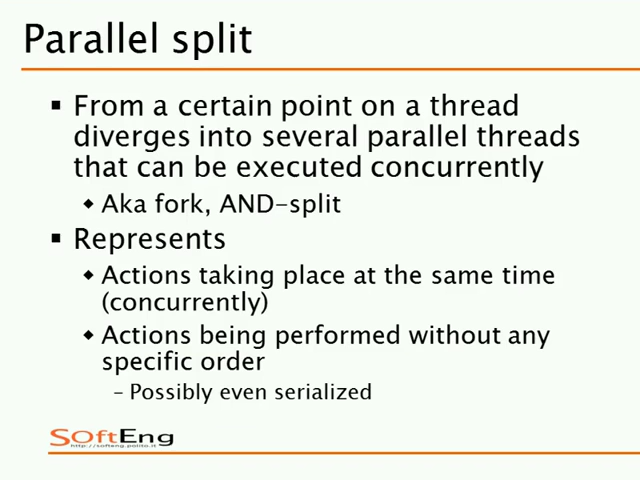 Parallel split
▪ From a certain point on a thread
diverges into several parallel threads
that can be executed concurrently
◆ Aka fork, AND-split
▪ Represents
◆ Actions taking place at the same time
(concurrently)
◆ Actions being performed without any
specific order
– Possibly even serialized
SOftEng
http://softeng.polito.it